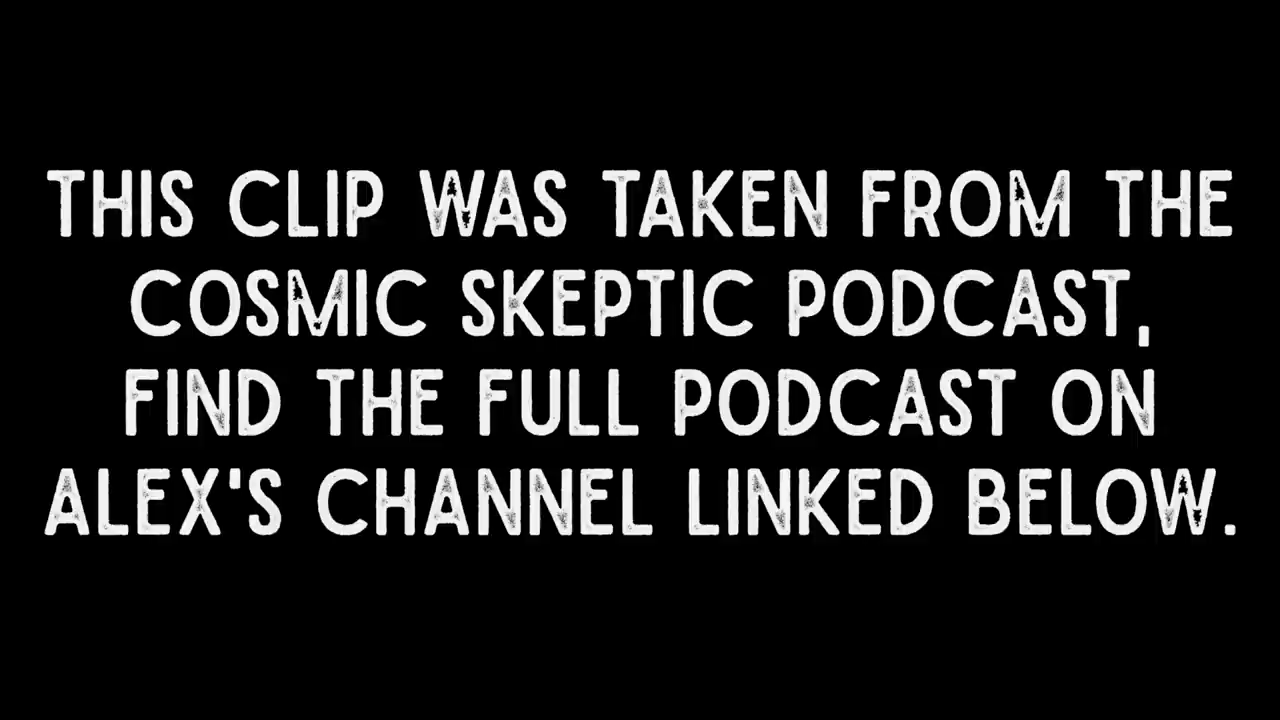 THIS CLIP WAS TAKEN FROM THE
COSMIC SKEPTIC PODCAST,
FIND THE FULL PODCAST ON
ALEX'S CHANNEL LINKED BELOW.